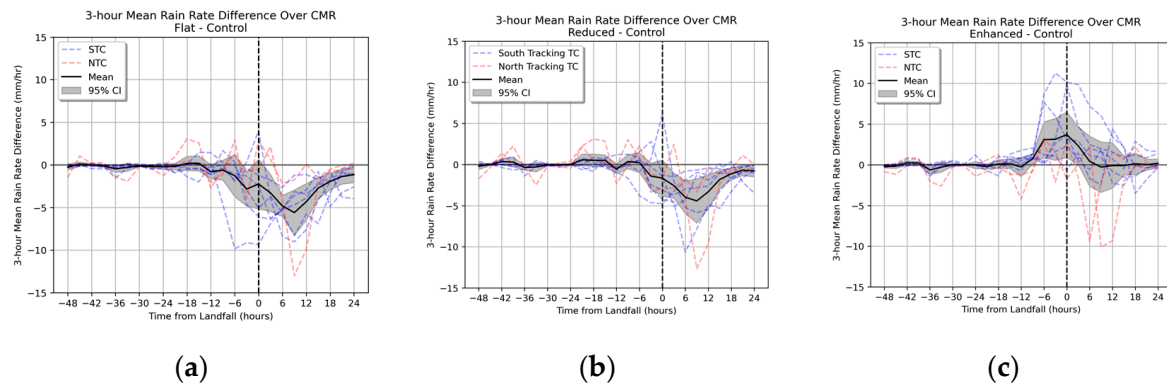 3-hour Mean Rain Rate Difference Over CMR
Flat - Control
3-hour Mean Rain Rate Difference (mm/hr)
15
10
5
0
−5
−10
−15
STC
NTC
Mean
95% CI
−48 −42 −36 −30 −24 −18 −12 −6 0 6 12 18 24
Time from Landfall (hours)
(a)
3-hour Mean Rain Rate Difference Over CMR
Reduced - Control
3-hour Rain Rate Difference (mm/hr)
15
10
5
0
−5
−10
−15
South Tracking TC
North Tracking TC
Mean
95% CI
−48 −42 −36 −30 −24 −18 −12 −6 0 6 12 18 24
Time from Landfall (hours)
(b)
3-hour Mean Rain Rate Difference Over CMR
Enhanced - Control
3-hour Mean Rain Rate Difference (mm/hr)
15
10
5
0
−5
−10
−15
STC
NTC
Mean
95% CI
−48 −42 −36 −30 −24 −18 −12 −6 0 6 12 18 24
Time from Landfall (hours)
(c)